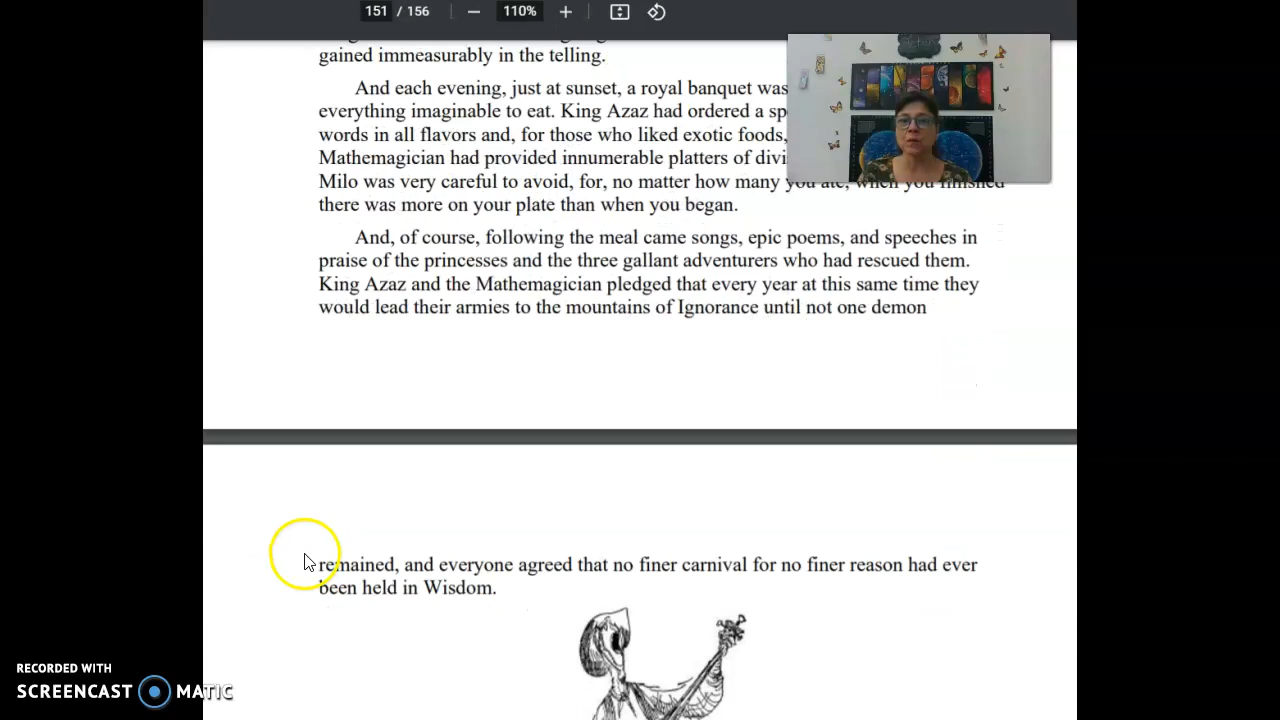 151 / 156 — 110% +
gained immeasurably in the telling.
And each evening, just at sunset, a royal banquet was
everything imaginable to eat. King Azaz had ordered a
words in all flavors and, for those who liked exotic foods,
Mathemagician had provided innumerable platters of
Milo was very careful to avoid, for, no matter how many you ate, when you finished
there was more on your plate than when you began.
And, of course, following the meal came songs, epic poems, and speeches in
praise of the princesses and the three gallant adventurers who had rescued them.
King Azaz and the Mathemagician pledged that every year at this same time they
would lead their armies to the mountains of Ignorance until not one demon
remained, and everyone agreed that no finer carnival for no finer reason had ever
been held in Wisdom.
RECORDED WITH
SCREENCAST MATIC